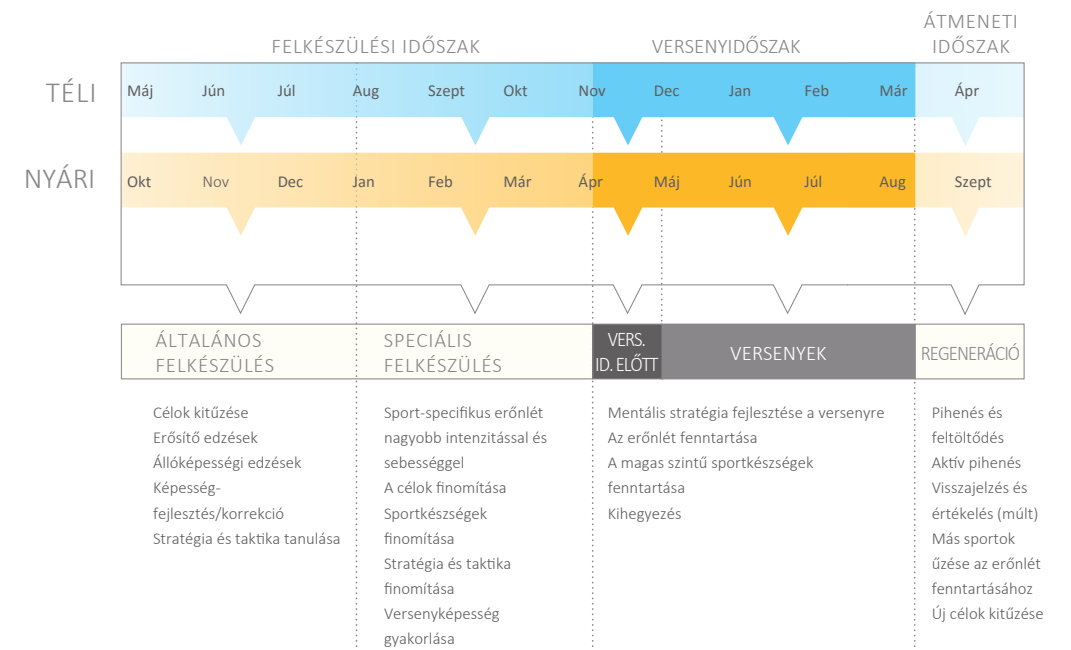 FELKÉSZÜLÉSI IDŐSZAK
VERSENYIDŐSZAK
ÁTMENETI
IDŐSZAK
TÉLI
Máj Jún Júl Aug Szept Okt Nov Dec Jan Feb Már Ápr
NYÁRI
Okt Nov Dec Jan Feb Már Ápr Máj Jún Júl Aug Szept
ÁLTALÁNOS
FELKÉSZÜLÉS
SPECIÁLIS
FELKÉSZÜLÉS
VERS.
ID. ELŐTT
VERSENYEK
REGENERÁCIÓ
Célok kitűzése
Erősítő edzések
Állóképességi edzések
Képesség-
fejlesztés/korrekció
Stratégia és taktika tanulása
Sport-specifikus erőnlét
nagyobb intenzitással és
sebességgel
A célok finomítása
Sportkészségek
finomítása
Stratégia és taktika
finomítása
Versenyképesség
gyakorlása
Mentális stratégia fejlesztése a versenyre
Az erőnlét fenntartása
A magas szintű sportkészségek
fenntartása
Kihegyezés
Pihenés és
feltöltődés
Aktív pihenés
Visszajelzés és
értékelés (múlt)
Más sportok
űzése az erőnlét
fenntartásához
Új célok kitűzése